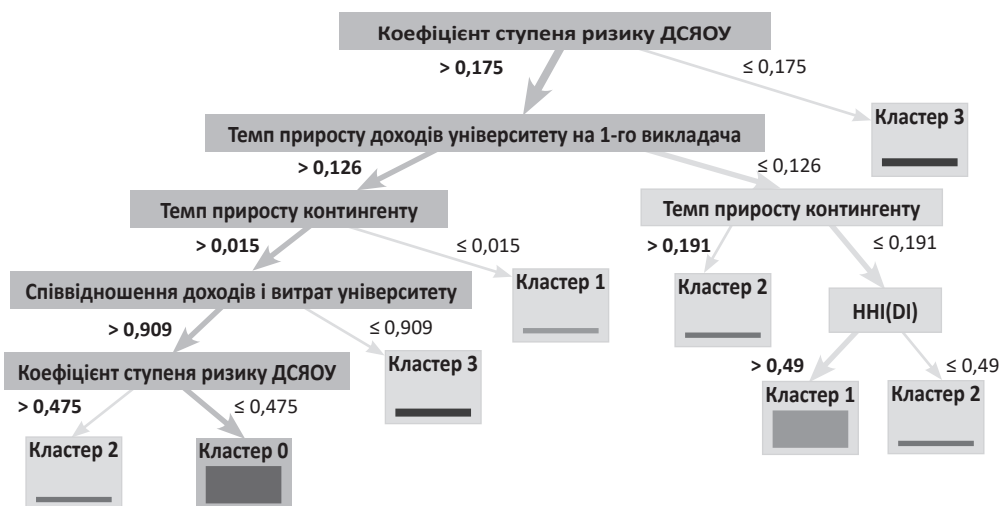 Коефіцієнт ступеня ризику ДСЯОУ
> 0,175
≤ 0,175
Кластер 3
Темп приросту доходів університету на 1-го викладача
> 0,126
≤ 0,126
Темп приросту контингенту
Темп приросту контингенту
> 0,015
≤ 0,015
> 0,191
≤ 0,191
Кластер 1
Кластер 2
Співвідношення доходів і витрат університету
HHI(DI)
> 0,909
≤ 0,909
Кластер 3
Коефіцієнт ступеня ризику ДСЯОУ
> 0,49
≤ 0,49
Кластер 1
Кластер 2
> 0,475
≤ 0,475
Кластер 2
Кластер 0